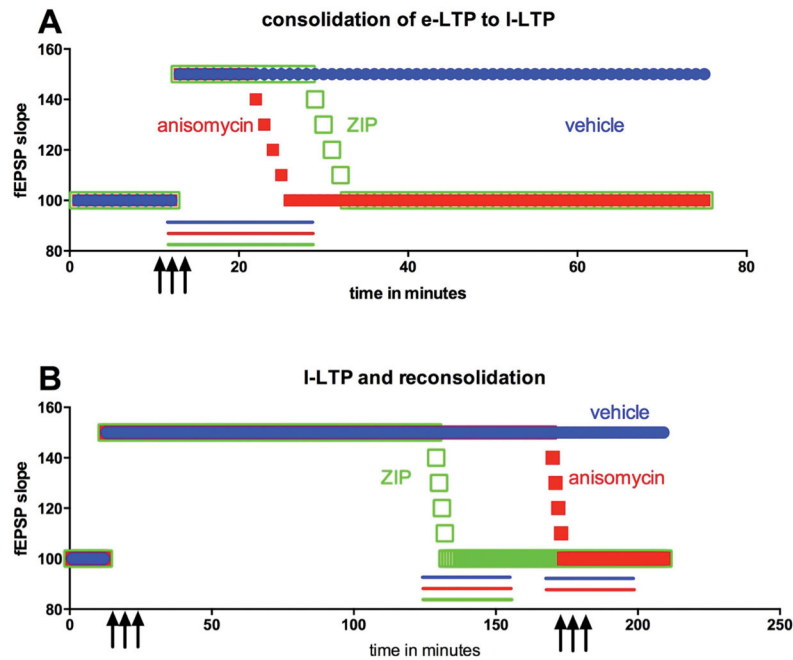 A
consolidation of e-LTP to l-LTP
160
140
120
100
80
fEPSP slope
anisomycin
ZIP
vehicle
0
20
40
60
80
time in minutes
B
l-LTP and reconsolidation
160
140
120
100
80
fEPSP slope
vehicle
ZIP
anisomycin
0
50
100
150
200
250
time in minutes